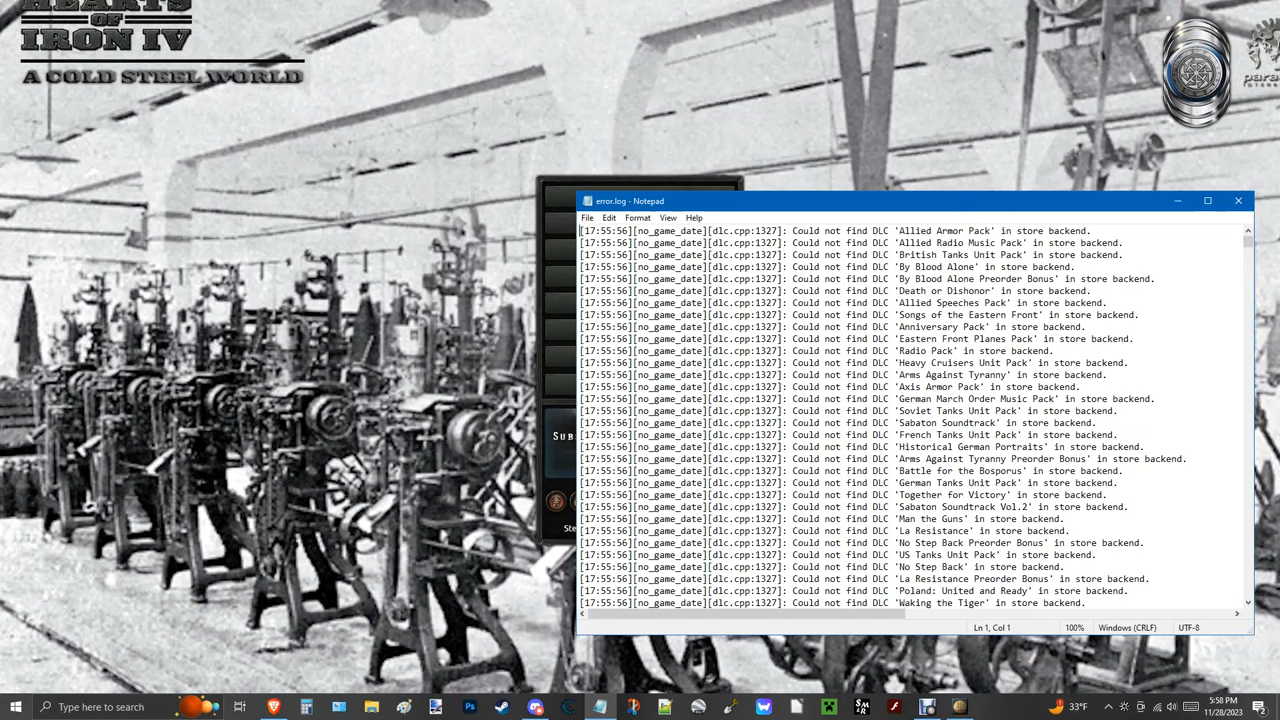 HEARTS
OF
IRON IV
A COLD STEEL WORLD
para
INTERN
error.log - Notepad
File Edit Format View Help
[17:55:56][no_game_date][dlc.cpp:1327]: Could not find DLC 'Allied Armor Pack' in store backend.
[17:55:56][no_game_date][dlc.cpp:1327]: Could not find DLC 'Allied Radio Music Pack' in store backend.
[17:55:56][no_game_date][dlc.cpp:1327]: Could not find DLC 'British Tanks Unit Pack' in store backend.
[17:55:56][no_game_date][dlc.cpp:1327]: Could not find DLC 'By Blood Alone' in store backend.
[17:55:56][no_game_date][dlc.cpp:1327]: Could not find DLC 'By Blood Alone Preorder Bonus' in store backend.
[17:55:56][no_game_date][dlc.cpp:1327]: Could not find DLC 'Death or Dishonor' in store backend.
[17:55:56][no_game_date][dlc.cpp:1327]: Could not find DLC 'Allied Speeches Pack' in store backend.
[17:55:56][no_game_date][dlc.cpp:1327]: Could not find DLC 'Songs of the Eastern Front' in store backend.
[17:55:56][no_game_date][dlc.cpp:1327]: Could not find DLC 'Anniversary Pack' in store backend.
[17:55:56][no_game_date][dlc.cpp:1327]: Could not find DLC 'Eastern Front Planes Pack' in store backend.
[17:55:56][no_game_date][dlc.cpp:1327]: Could not find DLC 'Radio Pack' in store backend.
[17:55:56][no_game_date][dlc.cpp:1327]: Could not find DLC 'Heavy Cruisers Unit Pack' in store backend.
[17:55:56][no_game_date][dlc.cpp:1327]: Could not find DLC 'Arms Against Tyranny' in store backend.
[17:55:56][no_game_date][dlc.cpp:1327]: Could not find DLC 'Axis Armor Pack' in store backend.
[17:55:56][no_game_date][dlc.cpp:1327]: Could not find DLC 'German March Order Music Pack' in store backend.
[17:55:56][no_game_date][dlc.cpp:1327]: Could not find DLC 'Soviet Tanks Unit Pack' in store backend.
[17:55:56][no_game_date][dlc.cpp:1327]: Could not find DLC 'Sabaton Soundtrack' in store backend.
[17:55:56][no_game_date][dlc.cpp:1327]: Could not find DLC 'French Tanks Unit Pack' in store backend.
[17:55:56][no_game_date][dlc.cpp:1327]: Could not find DLC 'Historical German Portraits' in store backend.
[17:55:56][no_game_date][dlc.cpp:1327]: Could not find DLC 'Arms Against Tyranny Preorder Bonus' in store backend.
[17:55:56][no_game_date][dlc.cpp:1327]: Could not find DLC 'Battle for the Bosporus' in store backend.
[17:55:56][no_game_date][dlc.cpp:1327]: Could not find DLC 'German Tanks Unit Pack' in store backend.
[17:55:56][no_game_date][dlc.cpp:1327]: Could not find DLC 'Together for Victory' in store backend.
[17:55:56][no_game_date][dlc.cpp:1327]: Could not find DLC 'Sabaton Soundtrack Vol.2' in store backend.
[17:55:56][no_game_date][dlc.cpp:1327]: Could not find DLC 'Man the Guns' in store backend.
[17:55:56][no_game_date][dlc.cpp:1327]: Could not find DLC 'La Resistance' in store backend.
[17:55:56][no_game_date][dlc.cpp:1327]: Could not find DLC 'No Step Back Preorder Bonus' in store backend.
[17:55:56][no_game_date][dlc.cpp:1327]: Could not find DLC 'US Tanks Unit Pack' in store backend.
[17:55:56][no_game_date][dlc.cpp:1327]: Could not find DLC 'No Step Back' in store backend.
[17:55:56][no_game_date][dlc.cpp:1327]: Could not find DLC 'La Resistance Preorder Bonus' in store backend.
[17:55:56][no_game_date][dlc.cpp:1327]: Could not find DLC 'Poland: United and Ready' in store backend.
[17:55:56][no_game_date][dlc.cpp:1327]: Could not find DLC 'Waking the Tiger' in store backend.
SUB
Ste
Ln 1, Col 1 100% Windows (CRLF) UTF-8
Type here to search
33°F
5:58 PM
11/28/2023
2